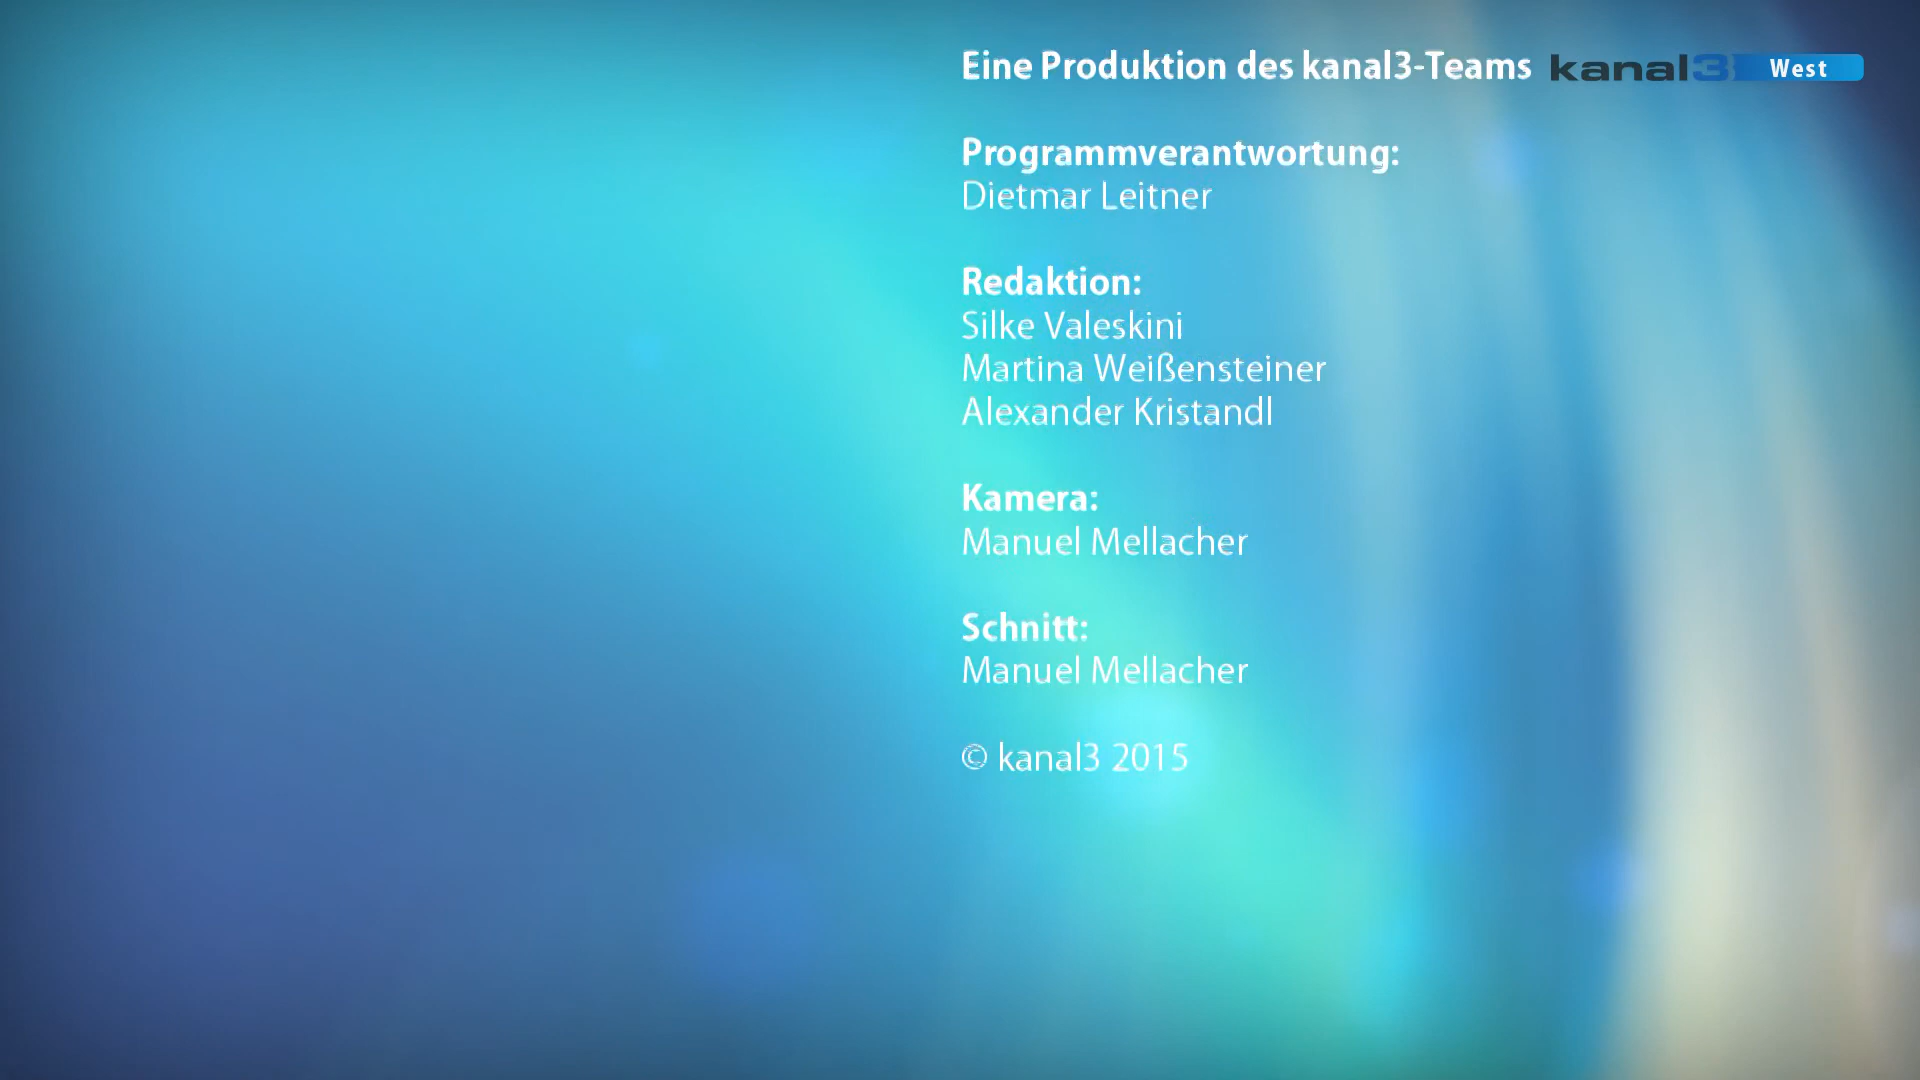 Eine Produktion des kanal3-Teams
kanal3 West
Programmverantwortung:
Dietmar Leitner
Redaktion:
Silke Valeskini
Martina Weißensteiner
Alexander Kristandl
Kamera:
Manuel Mellacher
Schnitt:
Manuel Mellacher
© kanal3 2015